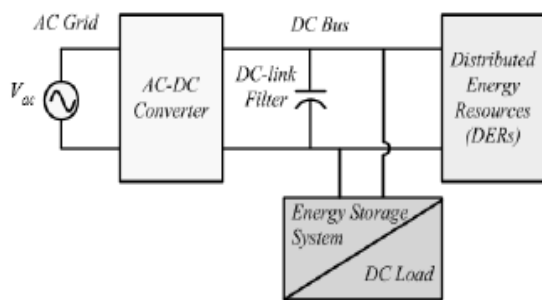 AC Grid
V_ac
AC-DC
Converter
DC Bus
DC-link
Filter
Distributed
Energy
Resources
(DERs)
Energy Storage
System
DC Load